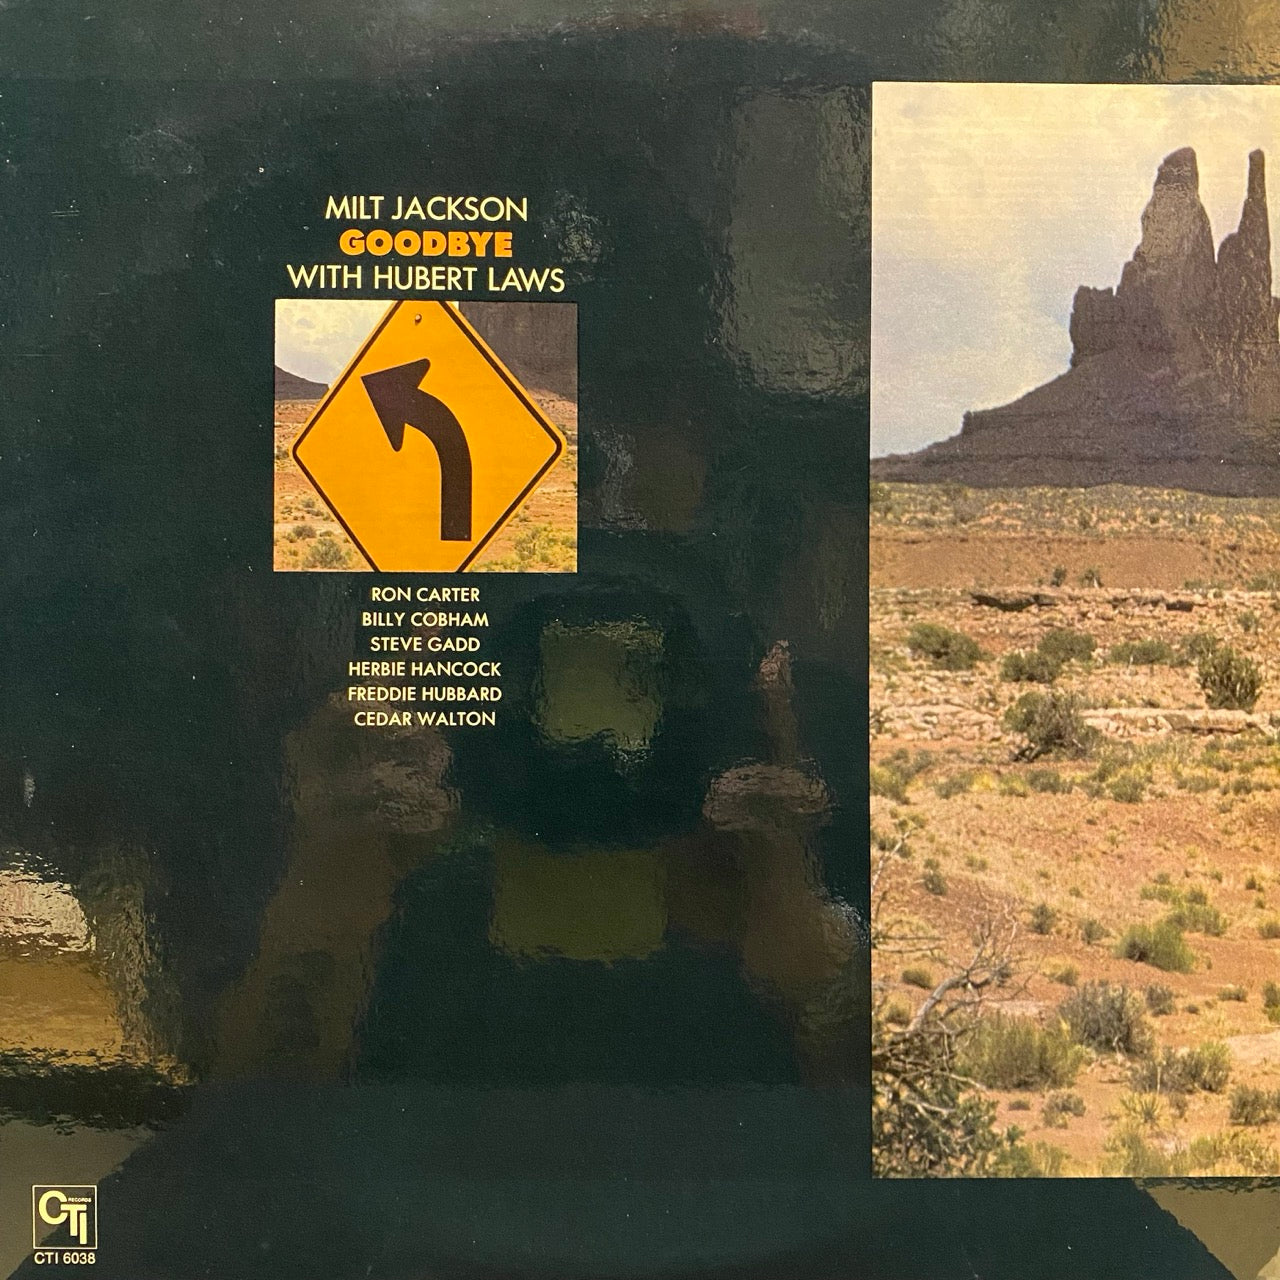 MILT JACKSON
GOODBYE
WITH HUBERT LAWS
RON CARTER
BILLY COBHAM
STEVE GADD
HERBIE HANCOCK
FREDDIE HUBBARD
CEDAR WALTON
CTI RECORDS
CTI 6038